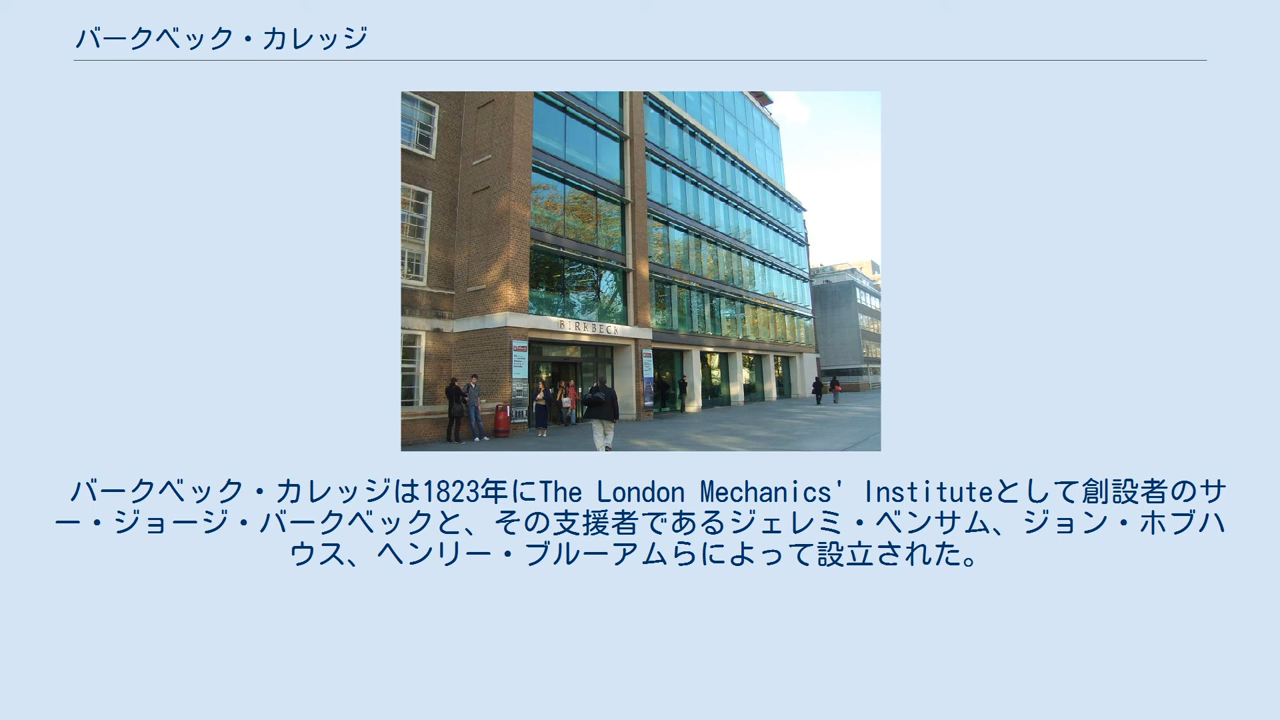 バークベック・カレッジ
BIRKBECK
バークベック・カレッジは1823年にThe London Mechanics' Instituteとして創設者のサ
ー・ジョージ・バークベックと、その支援者であるジェレミ・ベンサム、ジョン・ホブハ
ウス、ヘンリー・ブルーアムらによって設立された。